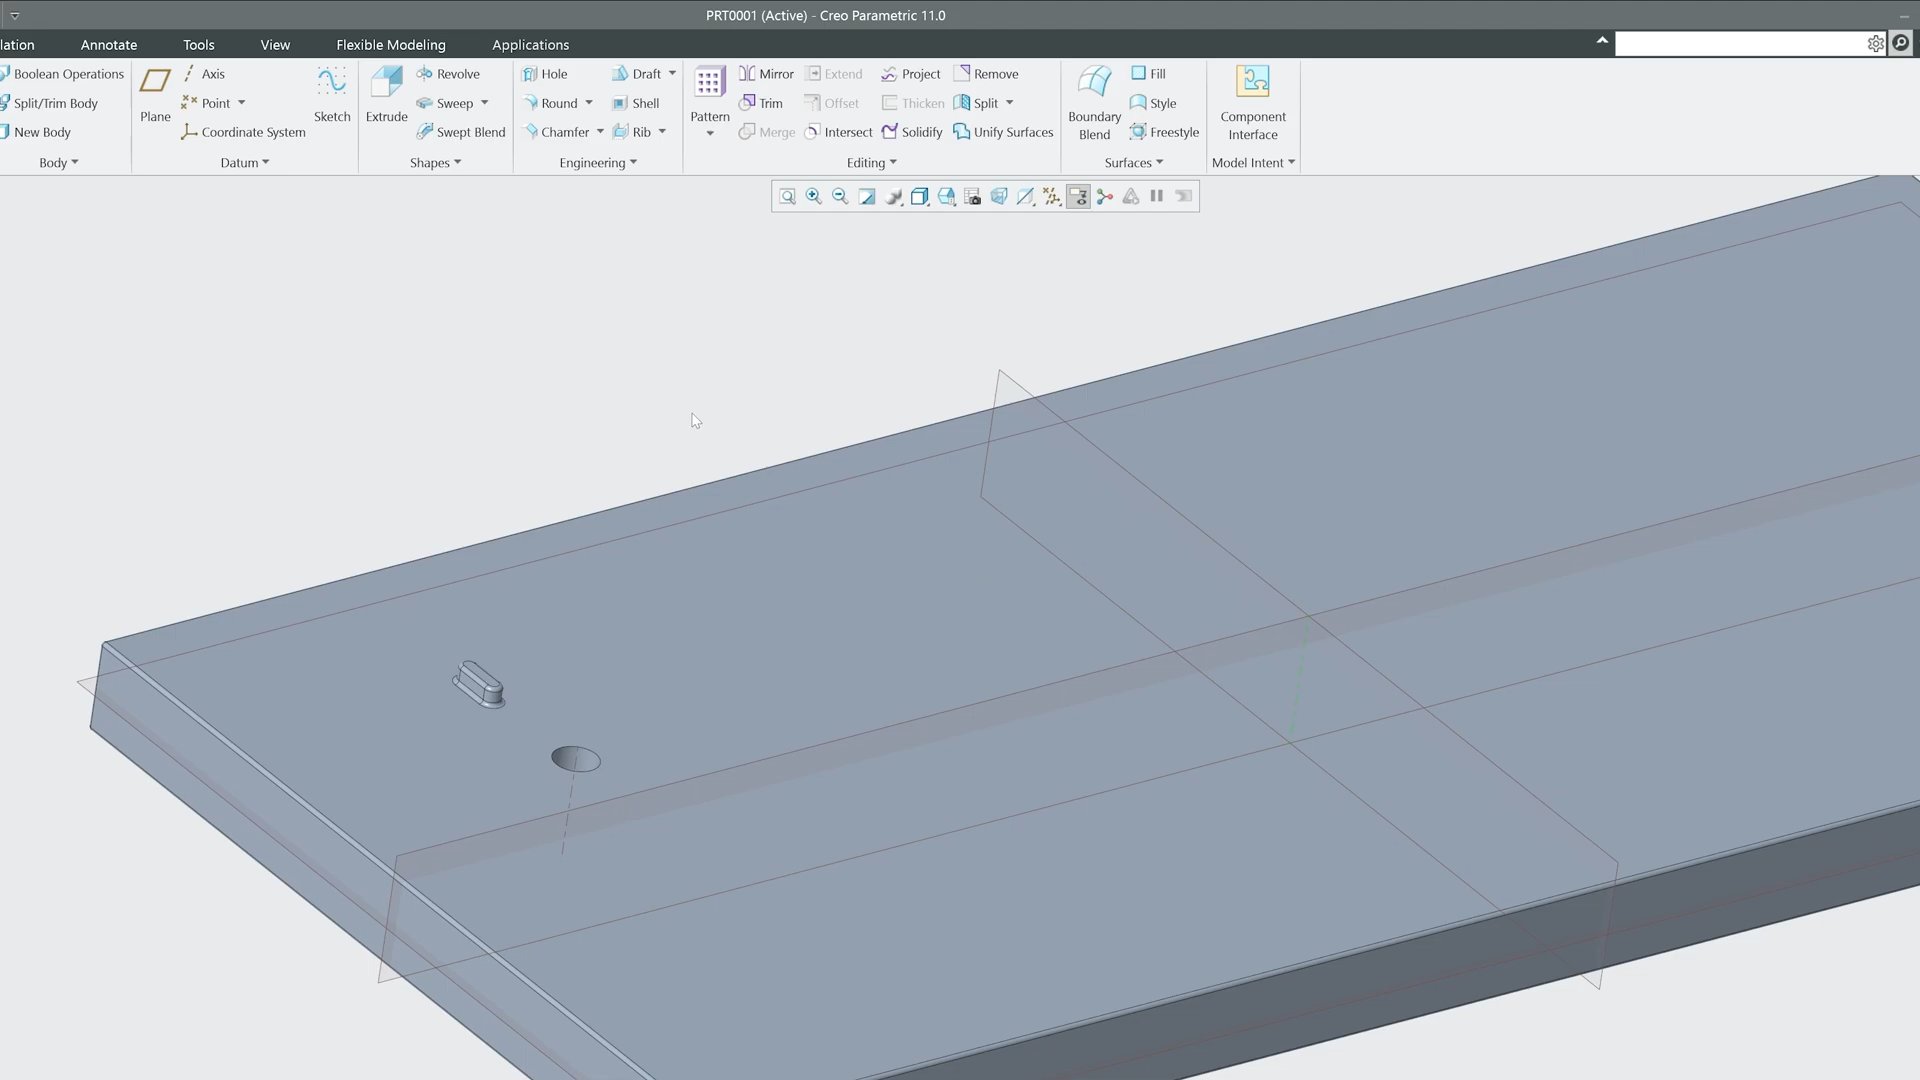 PRT0001 (Active) - Creo Parametric 11.0
lation Annotate Tools View Flexible Modeling Applications
Boolean Operations
Split/Trim Body
New Body
Body
Plane
Axis
Point
Coordinate System
Sketch
Datum
Extrude
Revolve
Sweep
Swept Blend
Shapes
Hole
Round
Chamfer
Draft
Shell
Rib
Engineering
Pattern
Mirror
Trim
Merge
Extend
Offset
Intersect
Project
Thicken
Solidify
Remove
Split
Unify Surfaces
Editing
Boundary
Blend
Fill
Style
Freestyle
Surfaces
Component
Interface
Model Intent